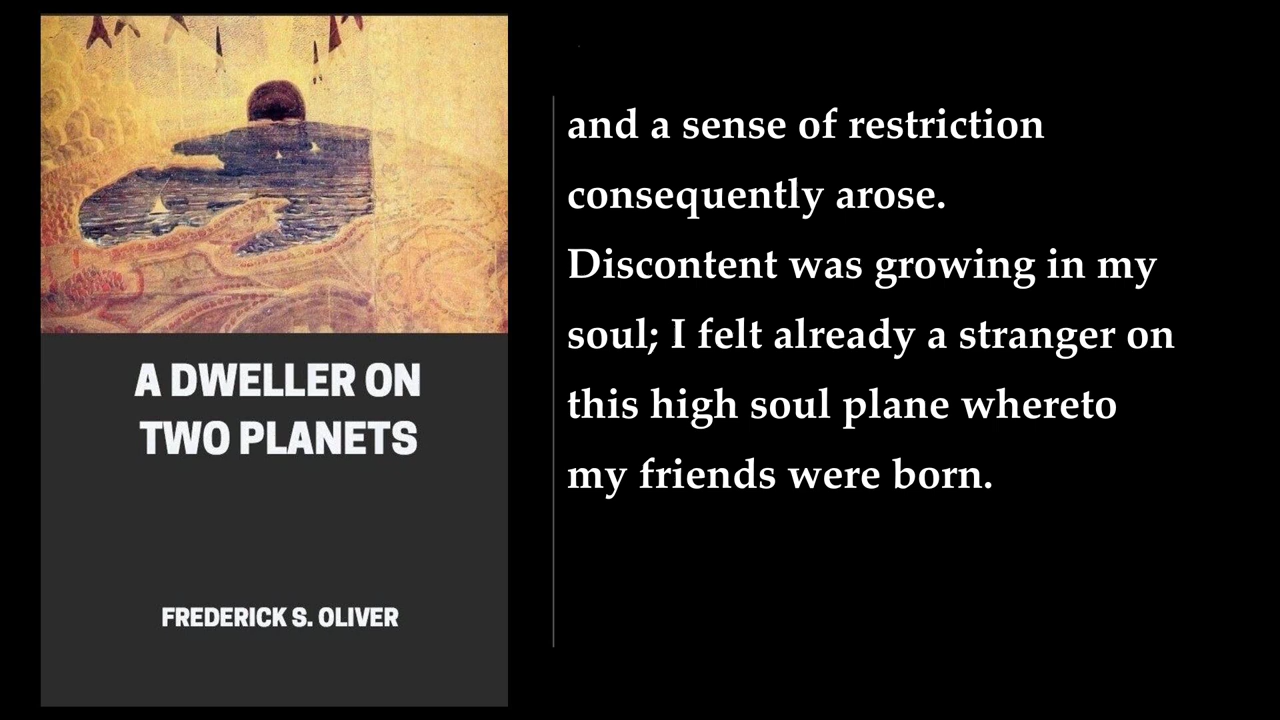 A DWELLER ON
TWO PLANETS
FREDERICK S. OLIVER
and a sense of restriction
consequently arose.
Discontent was growing in my
soul; I felt already a stranger on
this high soul plane whereto
my friends were born.